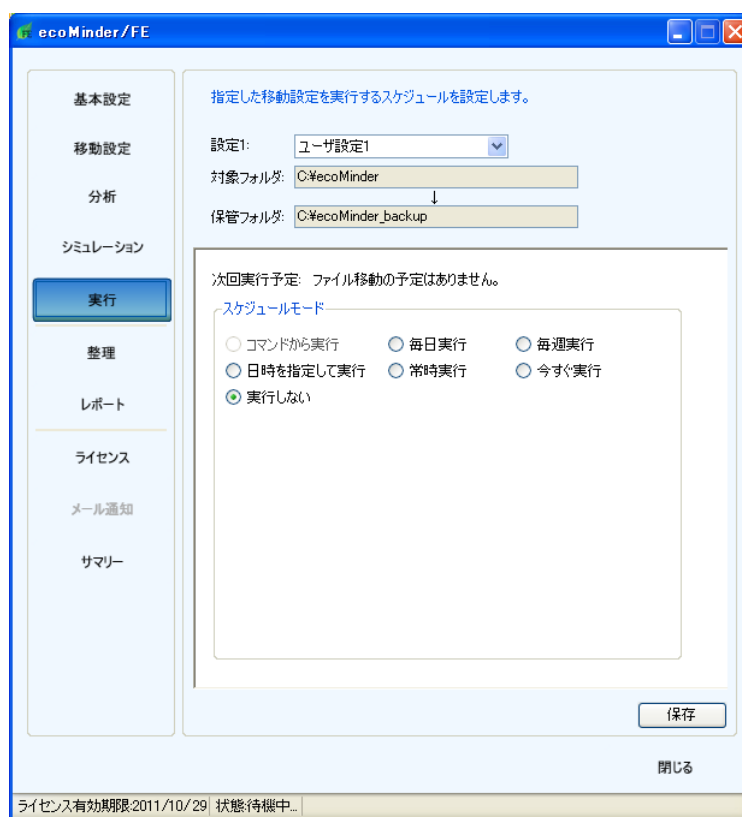 ecoMinder/FE
基本設定
移動設定
分析
シミュレーション
実行
整理
レポート
ライセンス
メール通知
サマリー
指定した移動設定を実行するスケジュールを設定します。
設定1: ユーザ設定1
対象フォルダ: C:¥ecoMinder
↓
保管フォルダ: C:¥ecoMinder_backup
次回実行予定: ファイル移動の予定はありません。
スケジュールモード
コマンドから実行 毎日実行 毎週実行
日時を指定して実行 常時実行 今すぐ実行
実行しない
保存
閉じる
ライセンス有効期限:2011/10/29 状態:待機中...